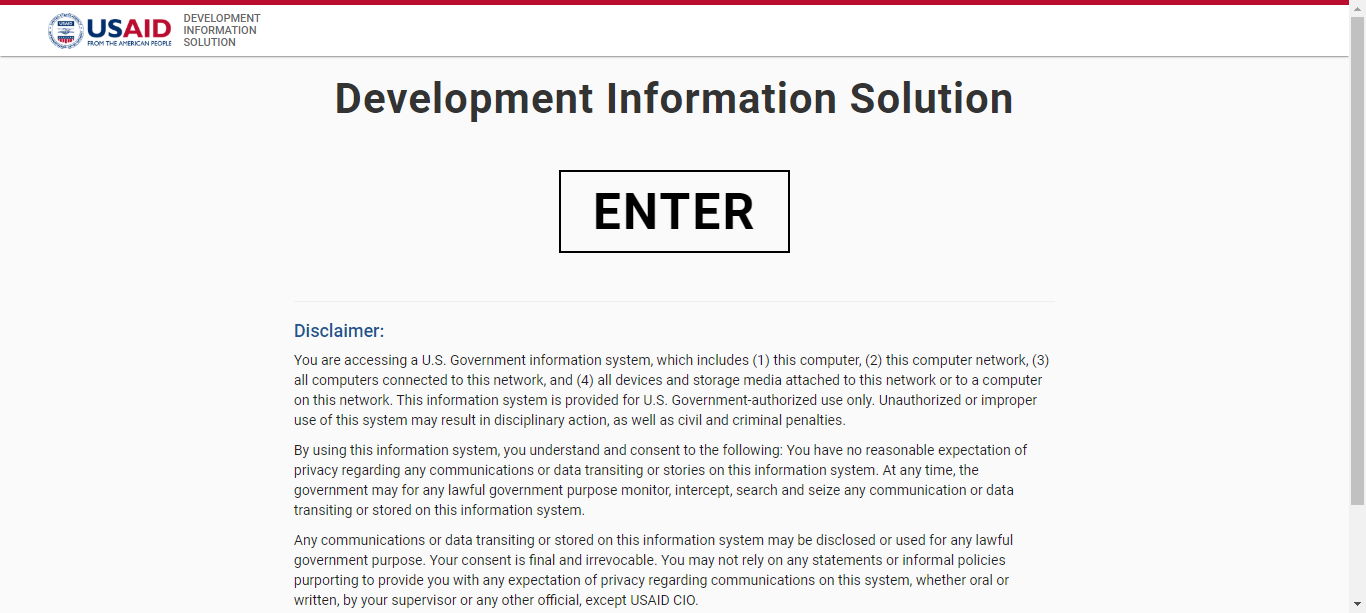 USAID
FROM THE AMERICAN PEOPLE
DEVELOPMENT
INFORMATION
SOLUTION
Development Information Solution
ENTER
Disclaimer:
You are accessing a U.S. Government information system, which includes (1) this computer, (2) this computer network, (3)
all computers connected to this network, and (4) all devices and storage media attached to this network or to a computer
on this network. This information system is provided for U.S. Government-authorized use only. Unauthorized or improper
use of this system may result in disciplinary action, as well as civil and criminal penalties.
By using this information system, you understand and consent to the following: You have no reasonable expectation of
privacy regarding any communications or data transiting or stories on this information system. At any time, the
government may for any lawful government purpose monitor, intercept, search and seize any communication or data
transiting or stored on this information system.
Any communications or data transiting or stored on this information system may be disclosed or used for any lawful
government purpose. Your consent is final and irrevocable. You may not rely on any statements or informal policies
purporting to provide you with any expectation of privacy regarding communications on this system, whether oral or
written, by your supervisor or any other official, except USAID CIO.